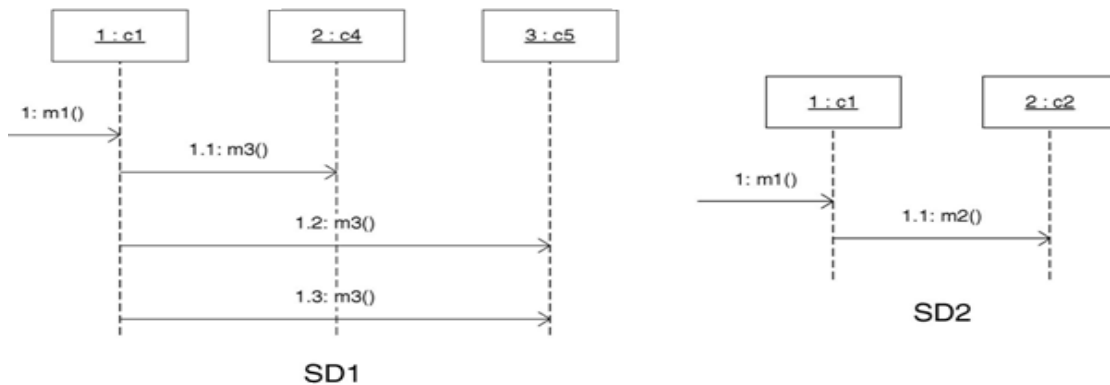 1 : c1
2 : c4
3 : c5
1: m1()
1.1: m3()
1.2: m3()
1.3: m3()
SD1
1 : c1
2 : c2
1: m1()
1.1: m2()
SD2